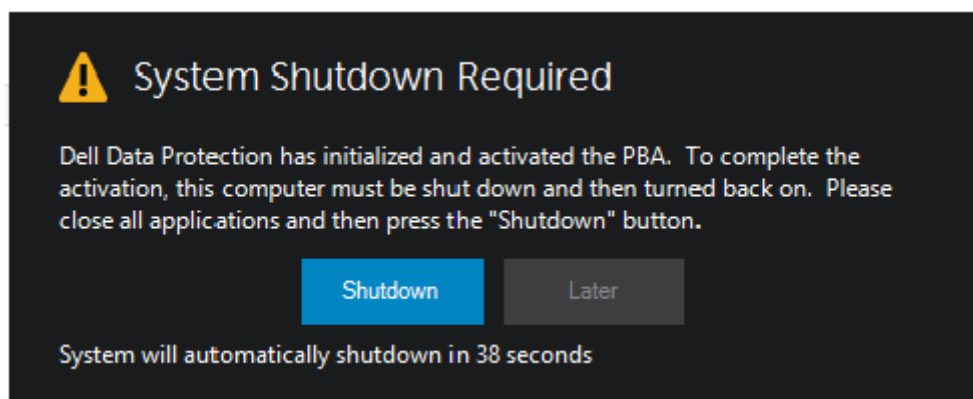 System Shutdown Required
Dell Data Protection has initialized and activated the PBA.  To complete the
activation, this computer must be shut down and then turned back on.  Please
close all applications and then press the "Shutdown" button.
Shutdown
Later
System will automatically shutdown in 38 seconds